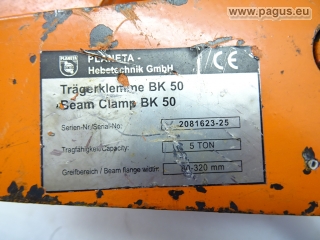 www.pagus.eu
PLANETA
PLANETA -
Hebetechnik GmbH
CE
Trägerklemme BK 50
Beam Clamp BK 50
Serien-Nr/Serial-No.:
2081623-25
Tragfähigkeit/Capacity:
5 TON
Greifbereich / Beam flange width
-320 mm